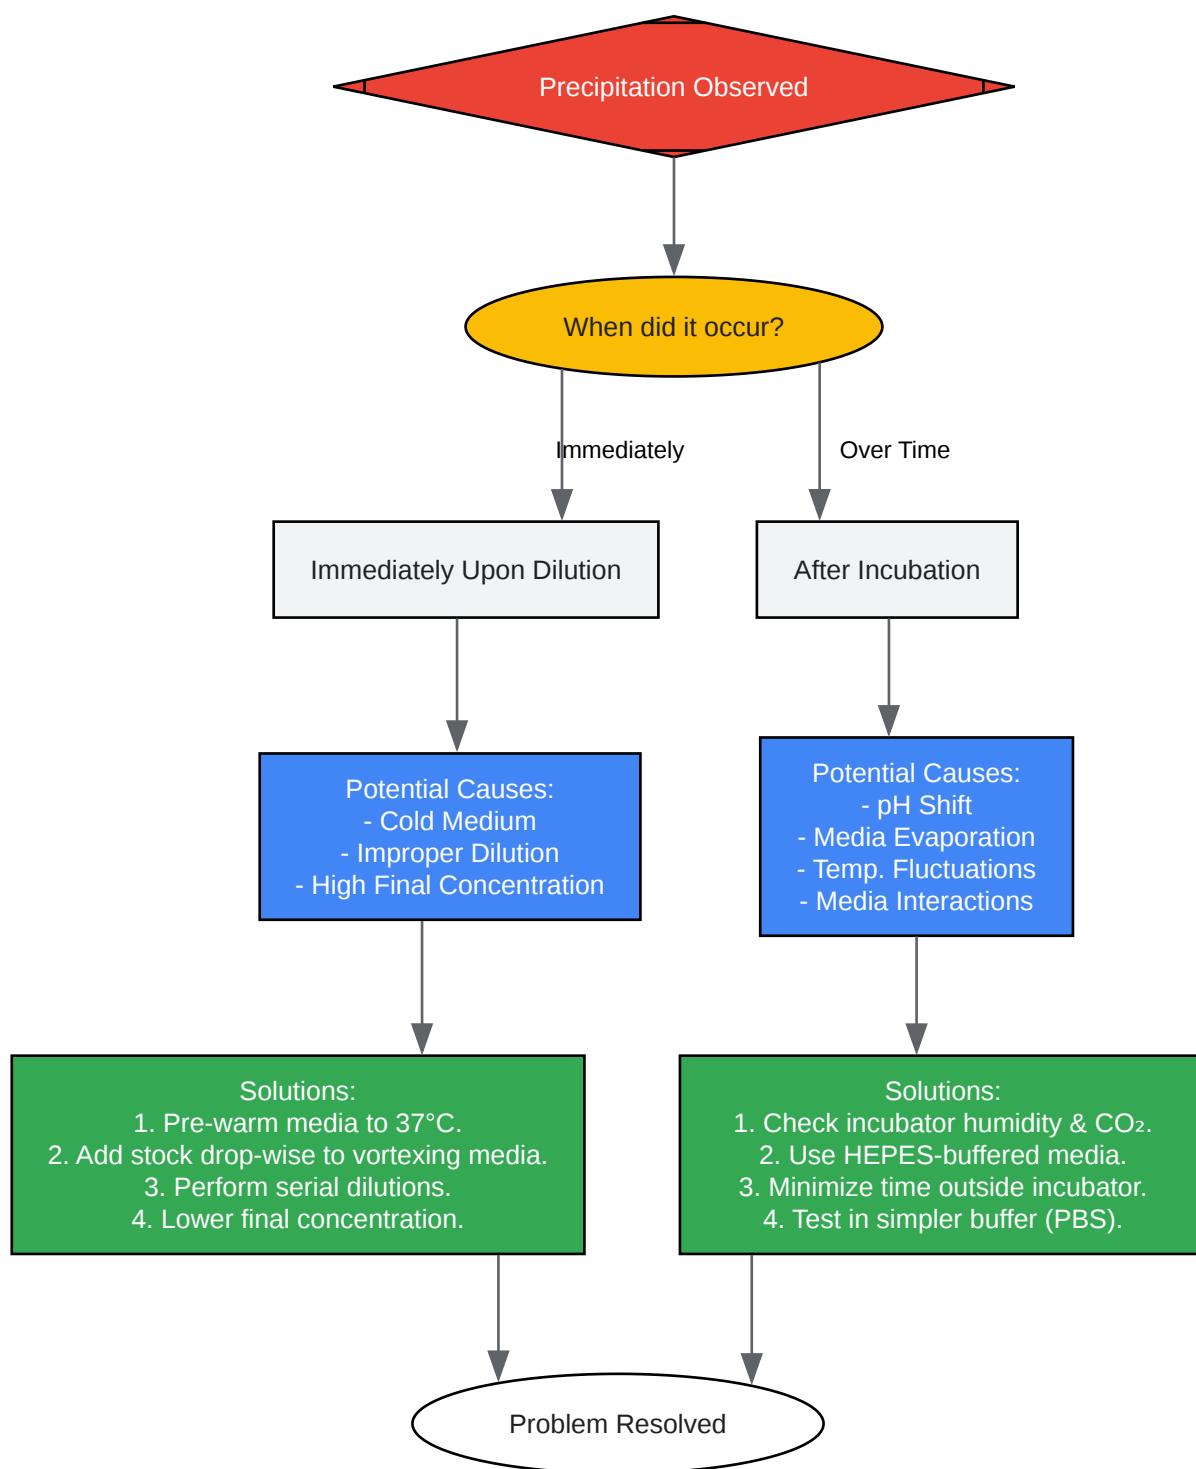 Precipitation Observed
When did it occur?
Immediately
Over Time
Immediately Upon Dilution
After Incubation
Potential Causes:
- Cold Medium
- Improper Dilution
- High Final Concentration
Potential Causes:
- pH Shift
- Media Evaporation
- Temp. Fluctuations
- Media Interactions
Solutions:
1. Pre-warm media to 37°C.
2. Add stock drop-wise to vortexing media.
3. Perform serial dilutions.
4. Lower final concentration.
Solutions:
1. Check incubator humidity & CO₂.
2. Use HEPES-buffered media.
3. Minimize time outside incubator.
4. Test in simpler buffer (PBS).
Problem Resolved